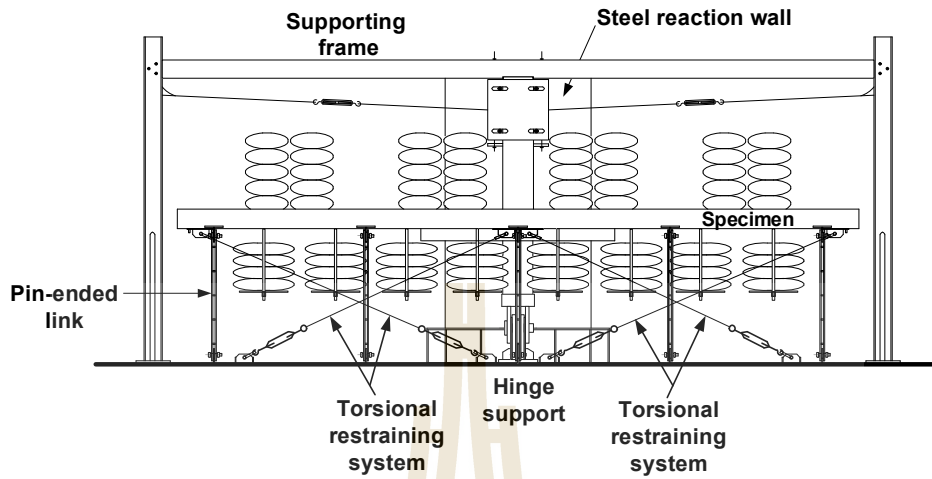 Supporting
frame
Steel reaction wall
Specimen
Pin-ended
link
Hinge
support
Torsional
restraining
system
Torsional
restraining
system